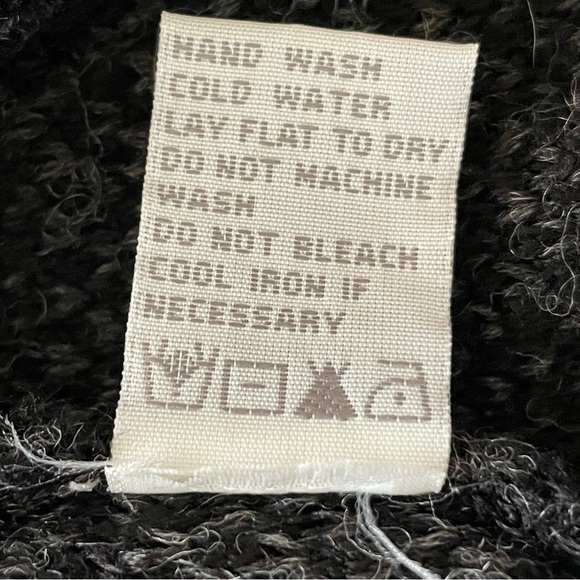 HAND WASH
COLD WATER
LAY FLAT TO DRY
DO NOT MACHINE
WASH
DO NOT BLEACH
COOL IRON IF
NECESSARY